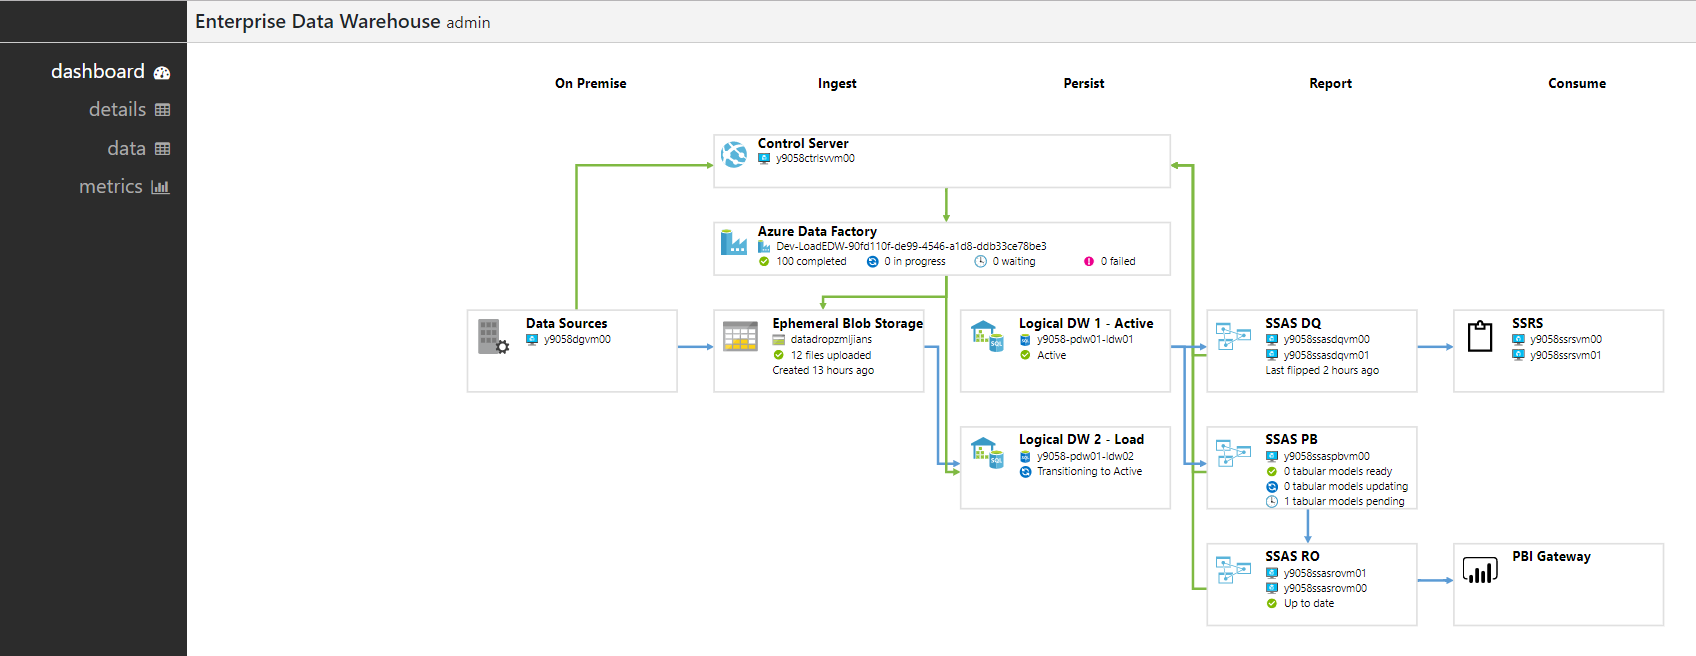 Enterprise Data Warehouse admin
dashboard
details
data
metrics
On Premise
Ingest
Persist
Report
Consume
Control Server
y9058ctrlsvvm00
Azure Data Factory
Dev-LoadEDW-90fd110f-de99-4546-a1d8-ddb33ce78be3
100 completed
0 in progress
0 waiting
0 failed
Data Sources
y9058dgvm00
Ephemeral Blob Storage
datadropzmljians
12 files uploaded
Created 13 hours ago
Logical DW 1 - Active
y9058-pdw01-ldw01
Active
Logical DW 2 - Load
y9058-pdw01-ldw02
Transitioning to Active
SSAS DQ
y9058ssasdqvm00
y9058ssasdqvm01
Last flipped 2 hours ago
SSRS
y9058ssrsvm00
y9058ssrsvm01
SSAS PB
y9058ssaspbvm00
0 tabular models ready
0 tabular models updating
1 tabular models pending
SSAS RO
y9058ssasrovm01
y9058ssasrovm00
Up to date
PBI Gateway